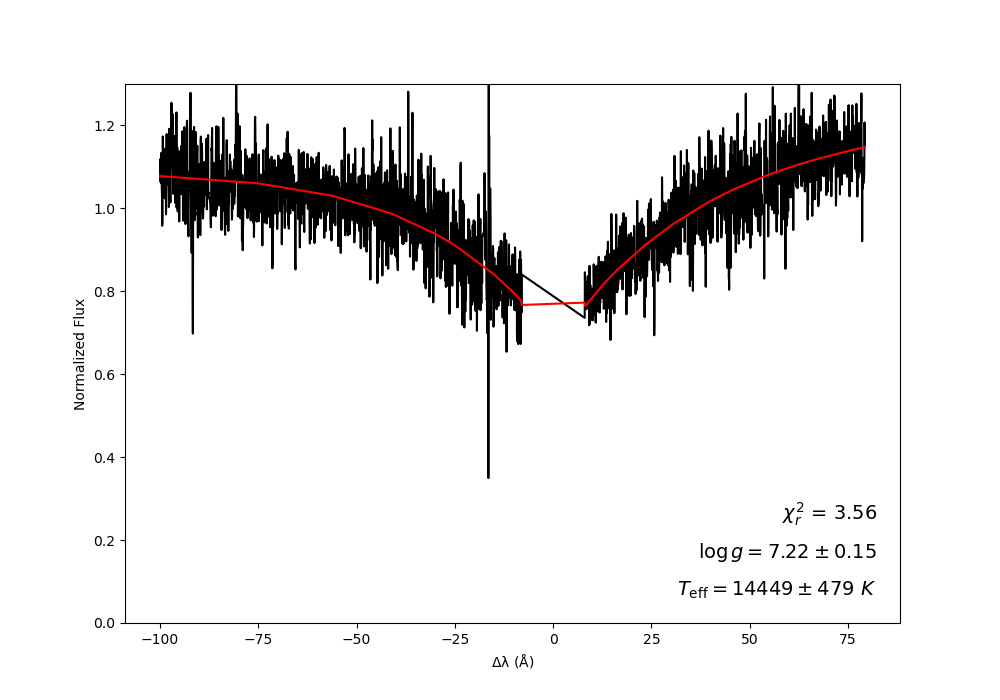 1.2
1.0
0.8
0.6
0.4
0.2
0.0
Normalized Flux
χ²ᵣ = 3.56
log g = 7.22 ± 0.15
T_eff = 14449 ± 479 K
−100 −75 −50 −25 0 25 50 75
Δλ (Å)